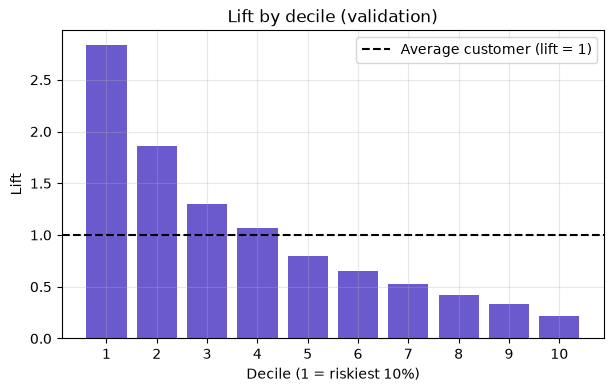 Lift by decile (validation)
Average customer (lift = 1)
Lift
2.5
2.0
1.5
1.0
0.5
0.0
1 2 3 4 5 6 7 8 9 10
Decile (1 = riskiest 10%)